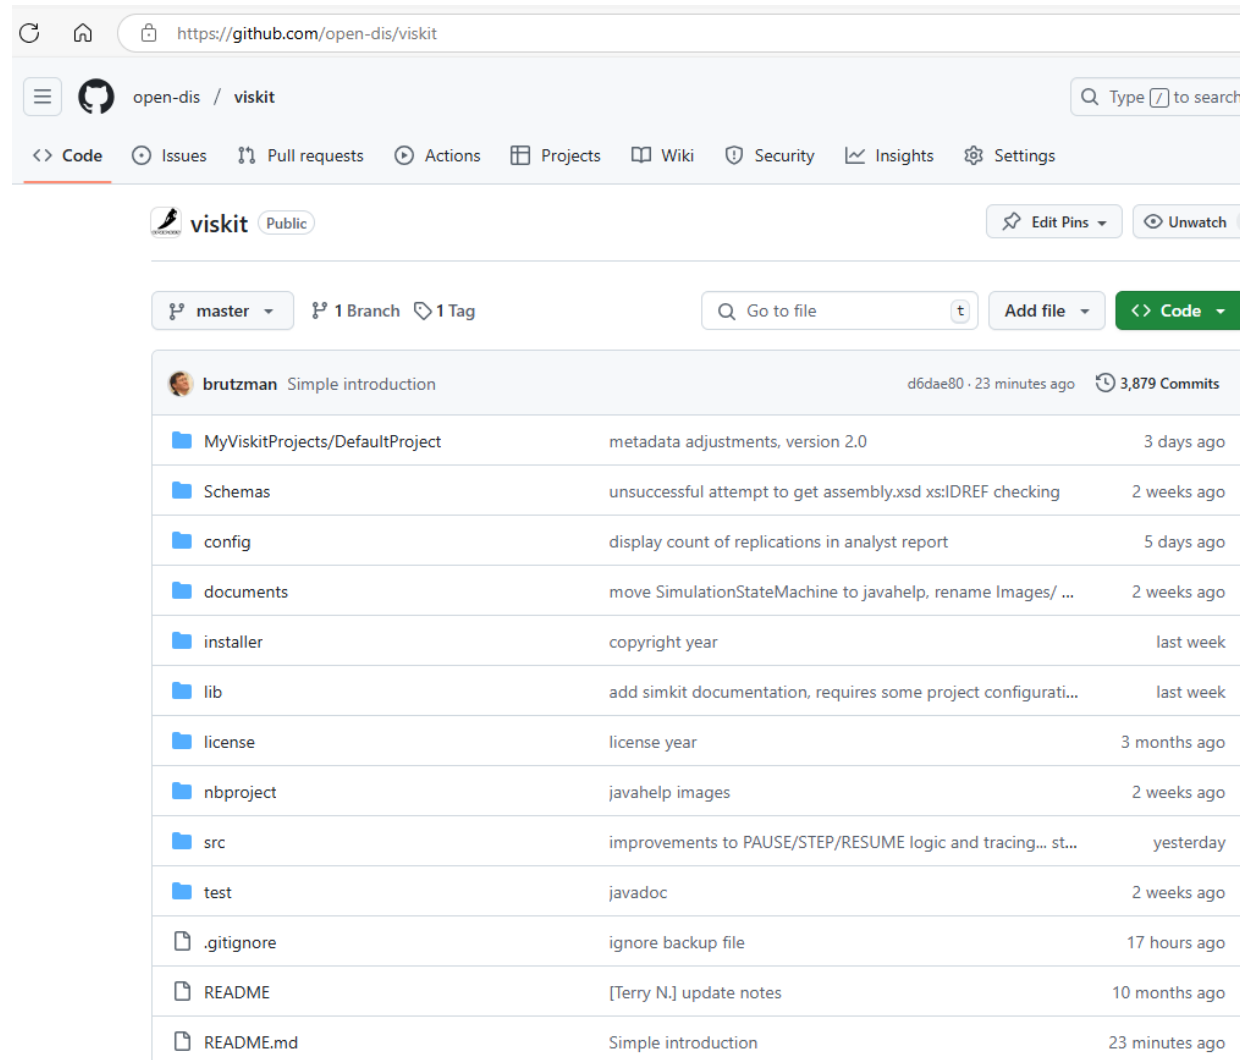 https://github.com/open-dis/viskit
open-dis / viskit
Type / to search
Code Issues Pull requests Actions Projects Wiki Security Insights Settings
viskit Public Edit Pins Unwatch
master 1 Branch 1 Tag Go to file t Add file Code
brutzman Simple introduction d6dae80 · 23 minutes ago 3,879 Commits
MyViskitProjects/DefaultProject metadata adjustments, version 2.0 3 days ago
Schemas unsuccessful attempt to get assembly.xsd xs:IDREF checking 2 weeks ago
config display count of replications in analyst report 5 days ago
documents move SimulationStateMachine to javahelp, rename Images/ ... 2 weeks ago
installer copyright year last week
lib add simkit documentation, requires some project configurati... last week
license license year 3 months ago
nbproject javahelp images 2 weeks ago
src improvements to PAUSE/STEP/RESUME logic and tracing... st... yesterday
test javadoc 2 weeks ago
.gitignore ignore backup file 17 hours ago
README [Terry N.] update notes 10 months ago
README.md Simple introduction 23 minutes ago